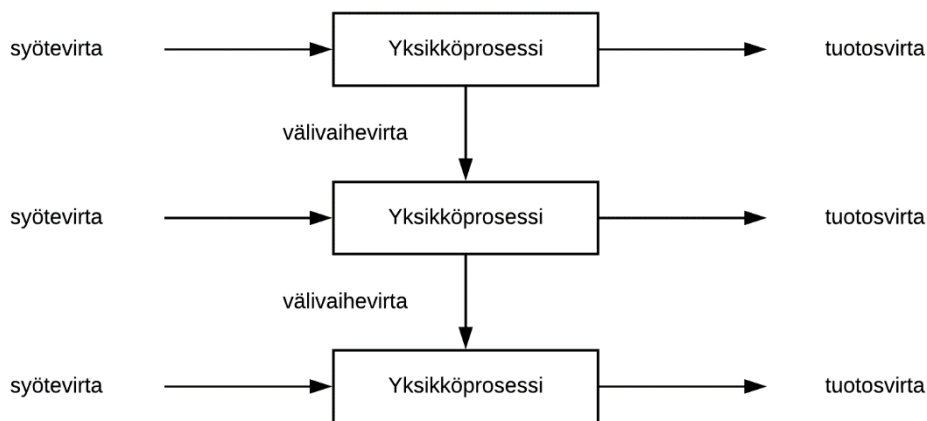 syötevirta
Yksikköprosessi
tuotosvirta
välivaihevirta
syötevirta
Yksikköprosessi
tuotosvirta
välivaihevirta
syötevirta
Yksikköprosessi
tuotosvirta